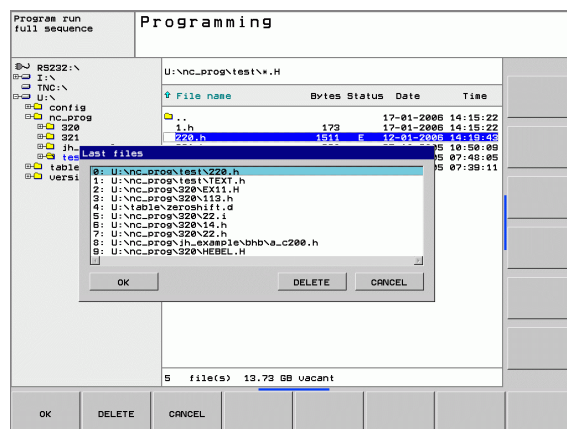 Program run
full sequence
Programming
RS232:\
I:\
TNC:\
U:\
config
nc_prog
320
321
jh_
tes
table
versi
U:\nc_prog\test\*.H
File name Bytes Status Date Time
.. 17-01-2006 14:15:22
1.h 173 17-01-2006 14:15:22
220.h 1511 E 12-01-2006 14:19:43
5 10:50:09
5 07:48:05
5 07:39:11
Last files
0: U:\nc_prog\test\220.h
1: U:\nc_prog\test\TEXT.h
2: U:\nc_prog\320\EX11.H
3: U:\nc_prog\320\113.h
4: U:\table\zeroshift.d
5: U:\nc_prog\320\22.i
6: U:\nc_prog\320\14.h
7: U:\nc_prog\320\22.h
8: U:\nc_prog\jh_example\bhb\a_c200.h
9: U:\nc_prog\320\HEBEL.H
OK DELETE CANCEL
5 file(s) 13.73 GB vacant
OK DELETE CANCEL